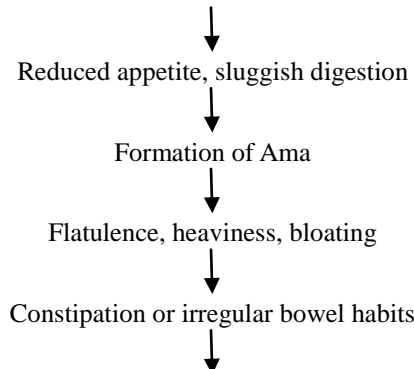 Reduced appetite, sluggish digestion
Formation of Ama
Flatulence, heaviness, bloating
Constipation or irregular bowel habits